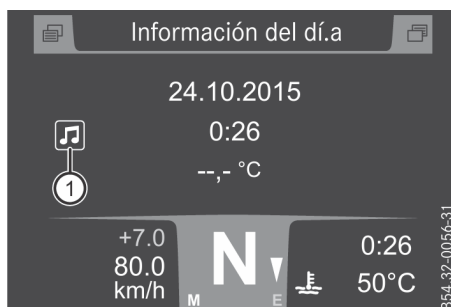 Información del dí.a
24.10.2015
0:26
--,- °C
1
+7.0
80.0
km/h
N
M
E
0:26
50°C
354.32-0056-31